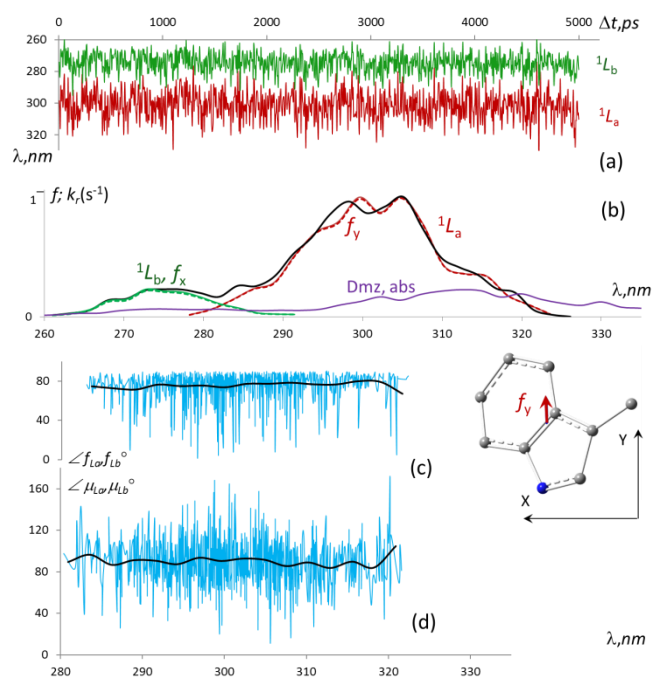 0 1000 2000 3000 4000 5000 Δt,ps
260
280
300
320
λ,nm
¹L_b
¹L_a
(a)
f; k_r(s⁻¹)
(b)
1
0
¹L_b, f_x
f_y
¹L_a
Dmz, abs
λ,nm
260 270 280 290 300 310 320 330
80
40
0
∠f_La,f_Lb°
(c)
f_y
Y
X
∠μ_La,μ_Lb°
160
120
80
40
0
(d)
λ,nm
280 290 300 310 320 330